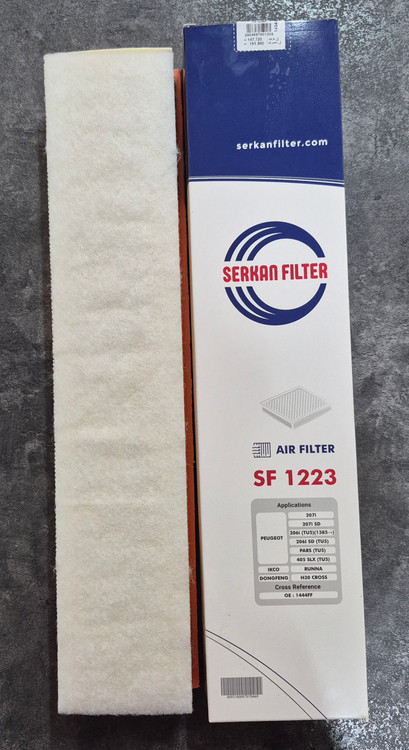 serkanfilter.com
SERKAN FILTER
AIR FILTER
SF 1223
Applications
PEUGEOT
207i
207i SD
206i (TU5)(1385→)
206i SD (TU5)
PARS (TU5)
405 SLX (TU5)
IKCO RUNNA
DONGFENG H30 CROSS
Cross Reference
OE : 1444FF